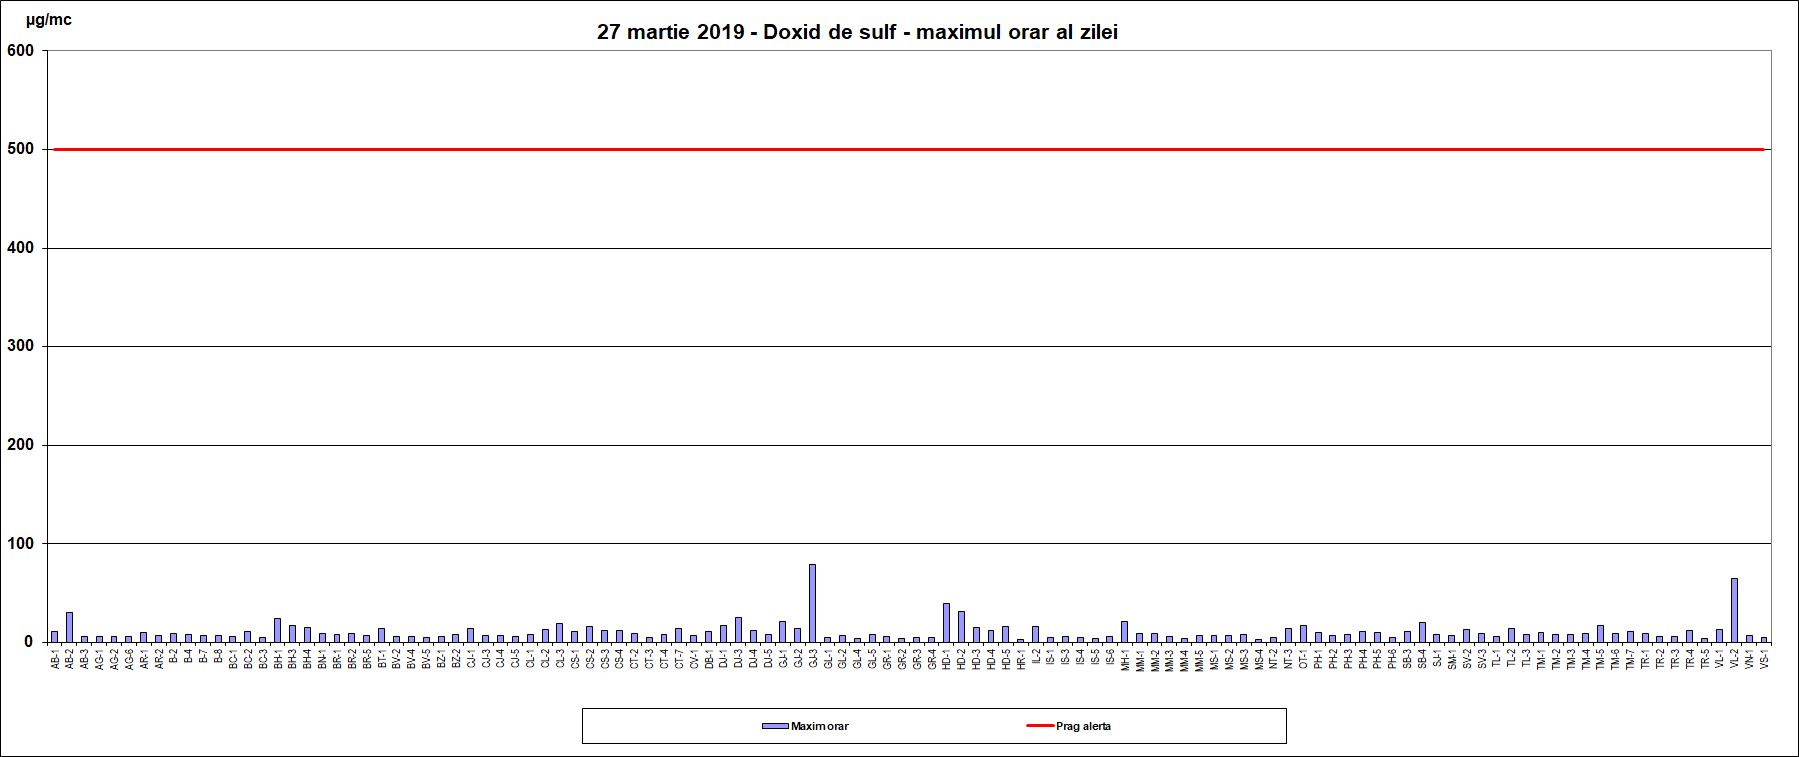 µg/mc
27 martie 2019 - Doxid de sulf - maximul orar al zilei
600
500
400
300
200
100
0
AB-1 AB-2 AB-3 AG-1 AG-2 AG-6 AR-1 AR-2 B-2 B-4 B-7 B-8 BC-1 BC-2 BC-3 BH-1 BH-3 BH-4 BN-1 BR-1 BR-2 BR-5 BT-1 BV-2 BV-4 BV-5 BZ-1 BZ-2 CJ-1 CJ-3 CJ-4 CJ-5 CL-1 CL-2 CL-2 CS-1 CS-2 CS-3 CS-4 CT-2 CT-3 CT-4 CT-7 CV-1 DB-1 DJ-1 DJ-3 DJ-4 DJ-5 GJ-1 GJ-2 GJ-3 GL-1 GL-2 GL-4 GL-5 GR-1 GR-2 GR-3 GR-4 HD-1 HD-2 HD-3 HD-4 HD-5 HR-1 IL-2 IS-1 IS-3 IS-4 IS-5 IS-6 MH-1 MM-1 MM-2 MM-3 MM-4 MM-5 MS-1 MS-2 MS-3 MS-4 NT-2 NT-3 OT-1 PH-1 PH-2 PH-3 PH-4 PH-5 PH-6 SB-3 SB-4 SJ-1 SM-1 SV-2 SV-3 TL-1 TL-2 TL-3 TM-1 TM-2 TM-3 TM-4 TM-5 TM-6 TM-7 TR-1 TR-2 TR-3 TR-4 TR-5 VL-1 VL-2 VN-1 VS-1
Maxim orar Prag alerta